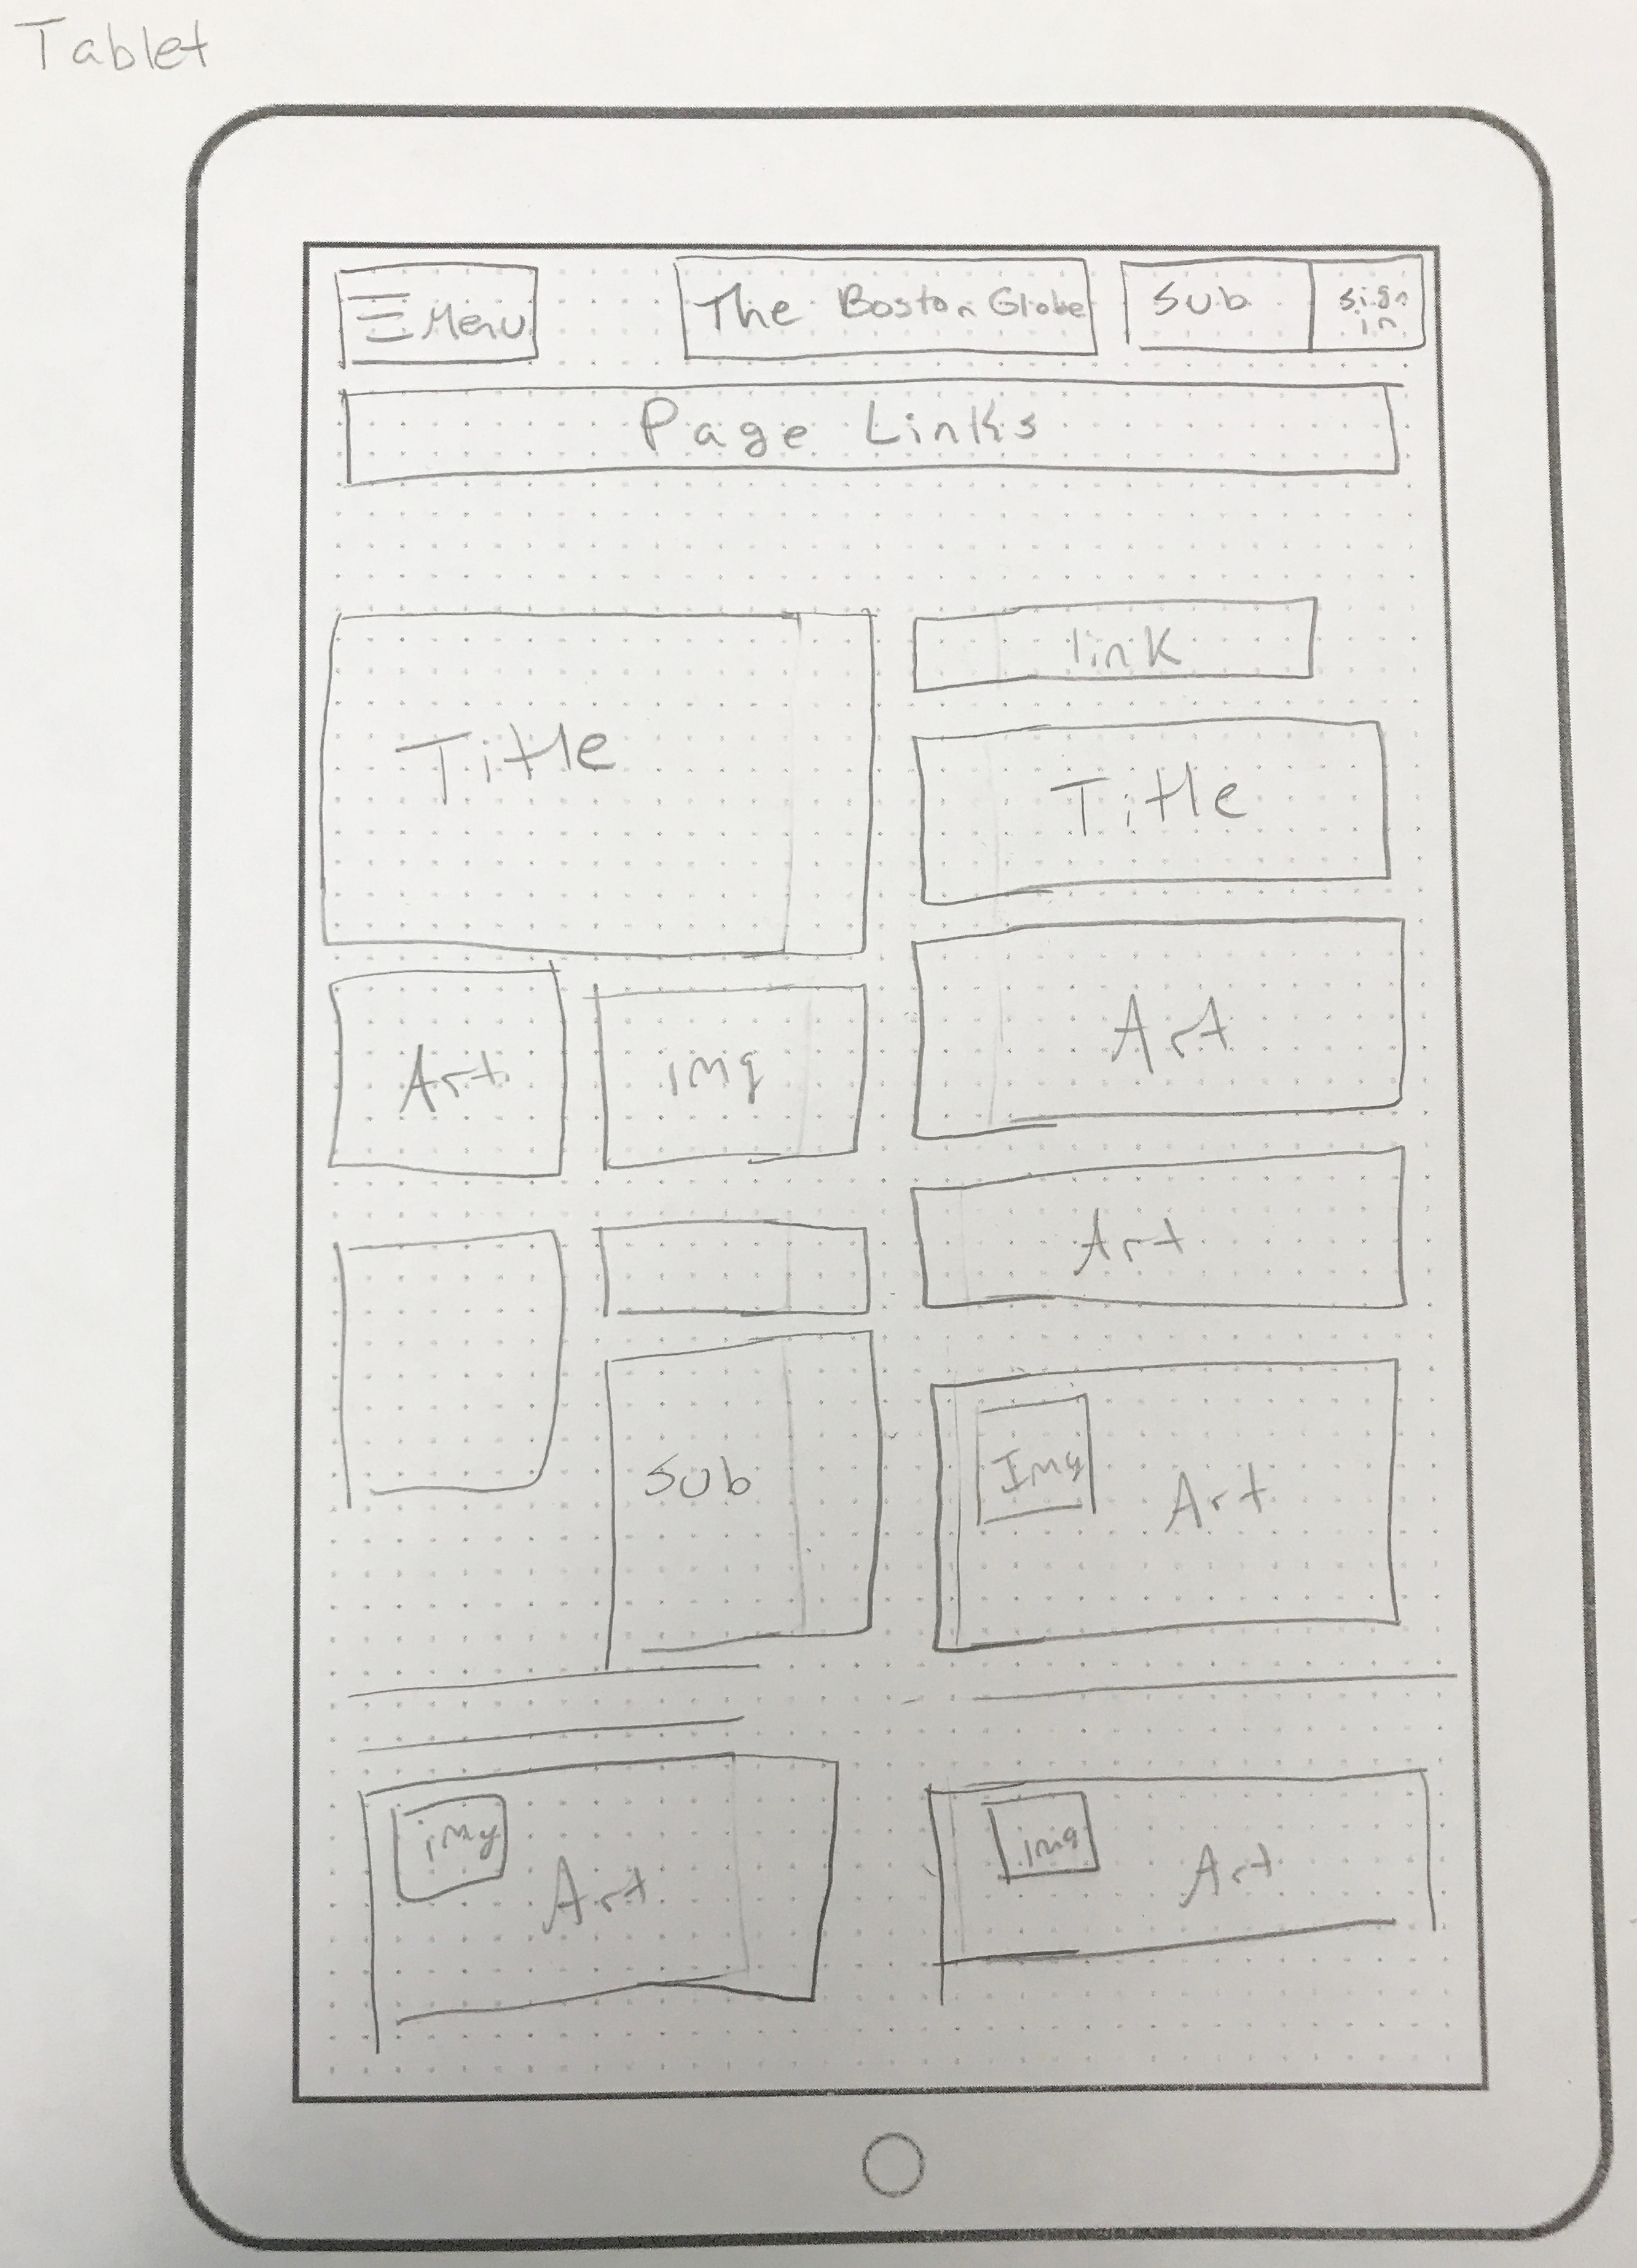 Tablet
Menu
The Boston Globe
Sub
sign
in
Page Links
Title
link
Title
Art
img
Art
Art
Sub
Img
Art
img
Art
img
Art